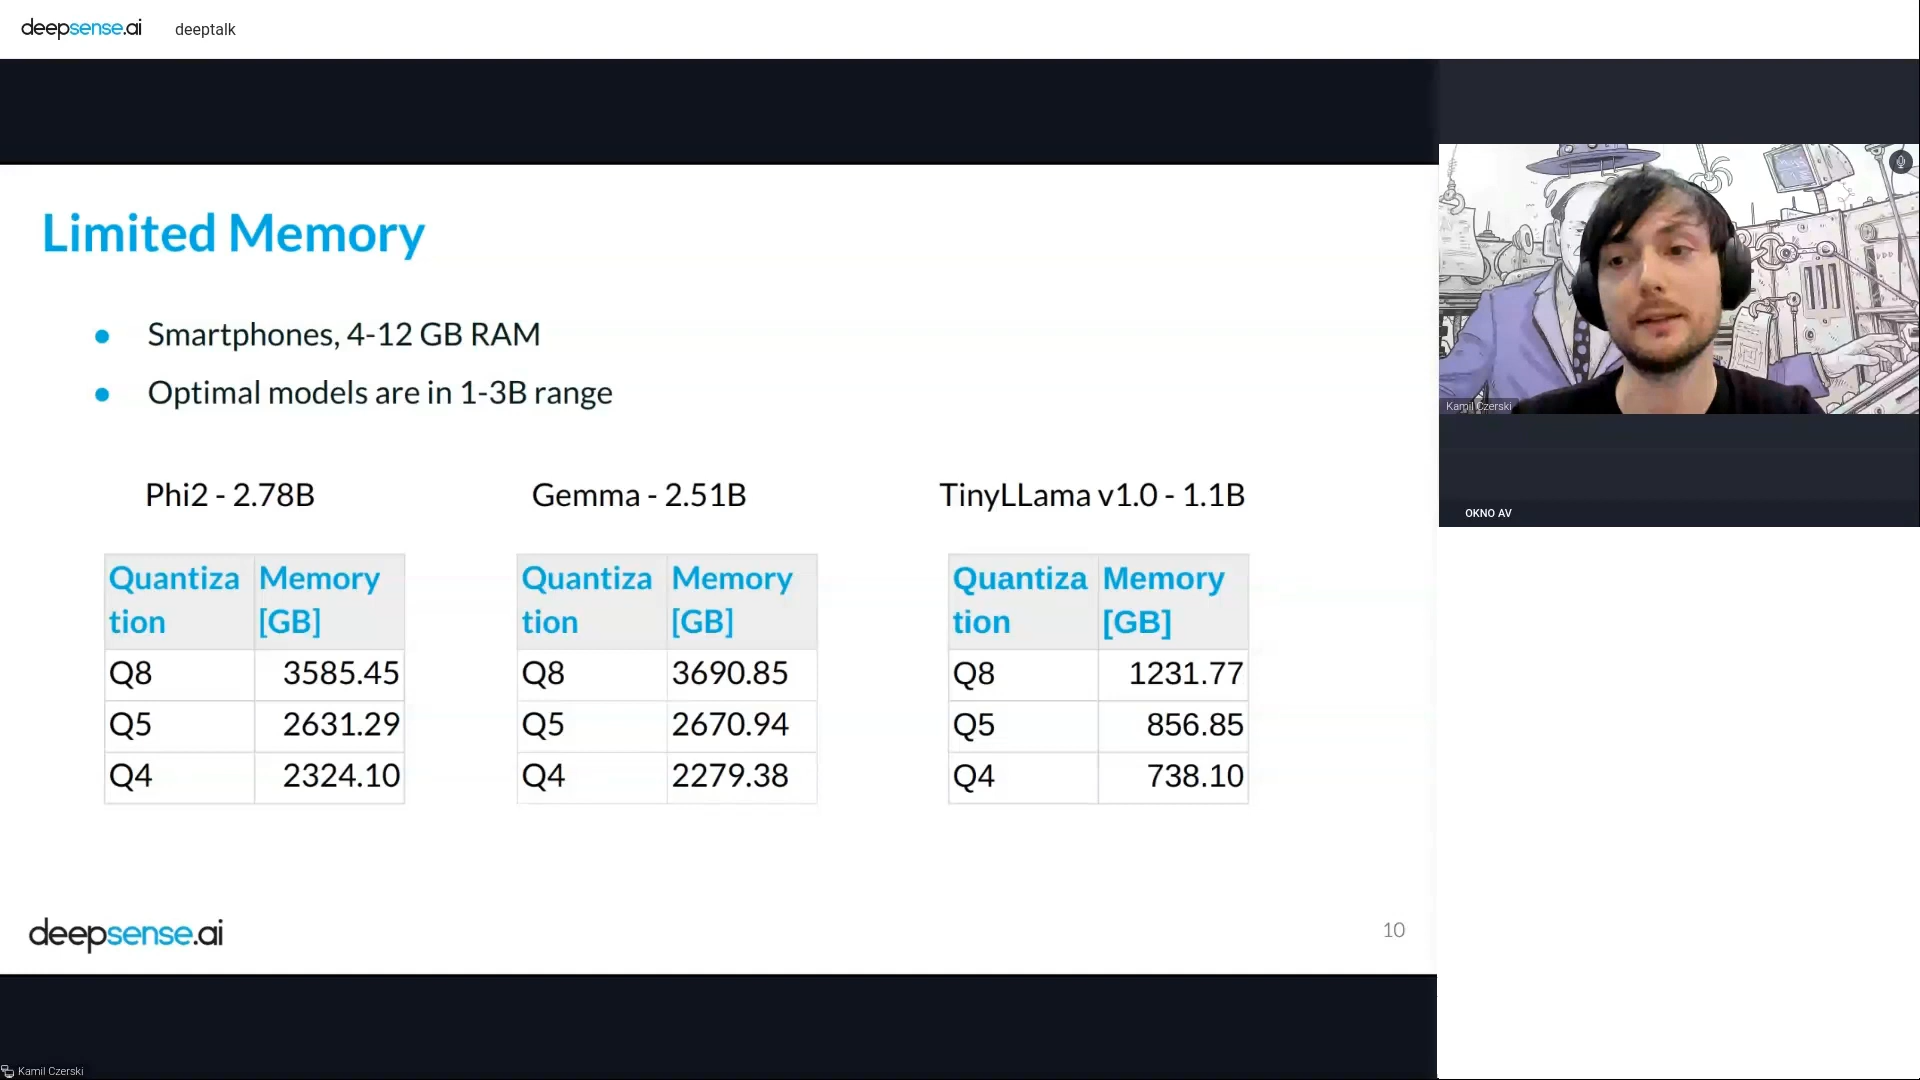 deepsense.ai deeptalk
Limited Memory
Smartphones, 4-12 GB RAM
Optimal models are in 1-3B range
Phi2 - 2.78B
Quantiza Memory
tion [GB]
Q8 3585.45
Q5 2631.29
Q4 2324.10
Gemma - 2.51B
Quantiza Memory
tion [GB]
Q8 3690.85
Q5 2670.94
Q4 2279.38
TinyLLama v1.0 - 1.1B
Quantiza Memory
tion [GB]
Q8 1231.77
Q5 856.85
Q4 738.10
deepsense.ai
10
Kamil Czerski
OKNO AV
Kamil Czerski